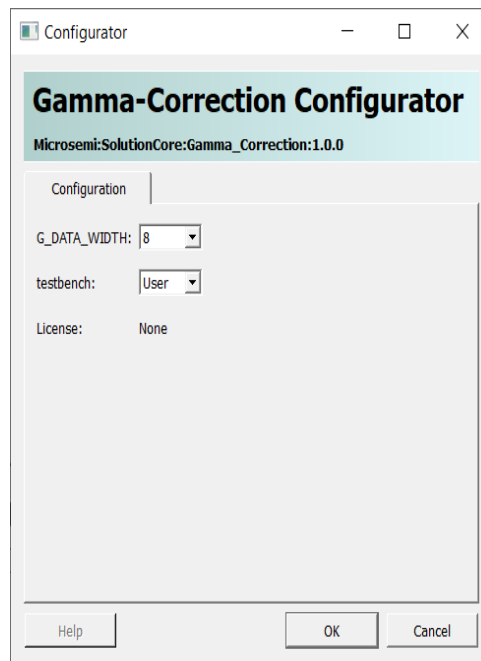 Configurator
Gamma-Correction Configurator
Microsemi:SolutionCore:Gamma_Correction:1.0.0
Configuration
G_DATA_WIDTH: 8
testbench: User
License: None
Help OK Cancel